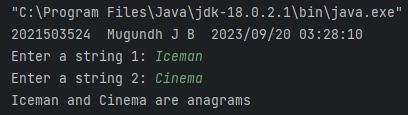 "C:\Program Files\Java\jdk-18.0.2.1\bin\java.exe"
2021503524  Mugundh J B  2023/09/20 03:28:10
Enter a string 1: Iceman
Enter a string 2: Cinema
Iceman and Cinema are anagrams